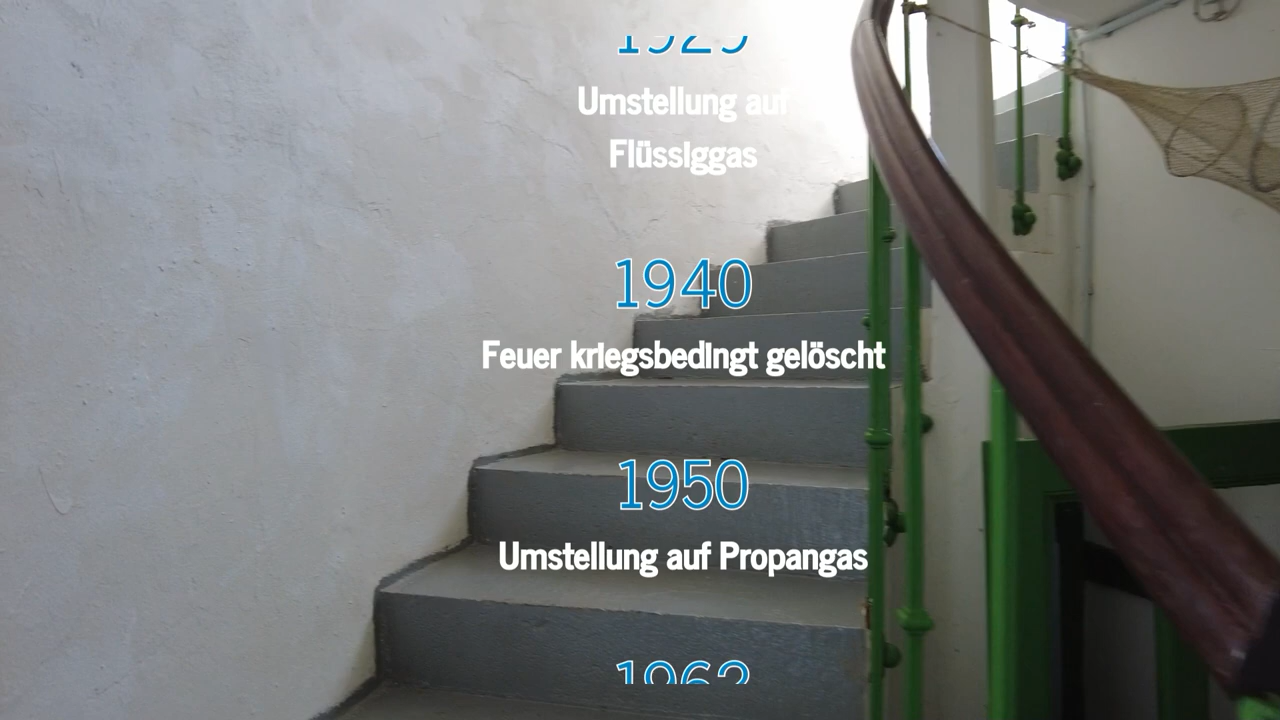 Umstellung auf
Flüssiggas
1940
Feuer kriegsbedingt gelöscht
1950
Umstellung auf Propangas